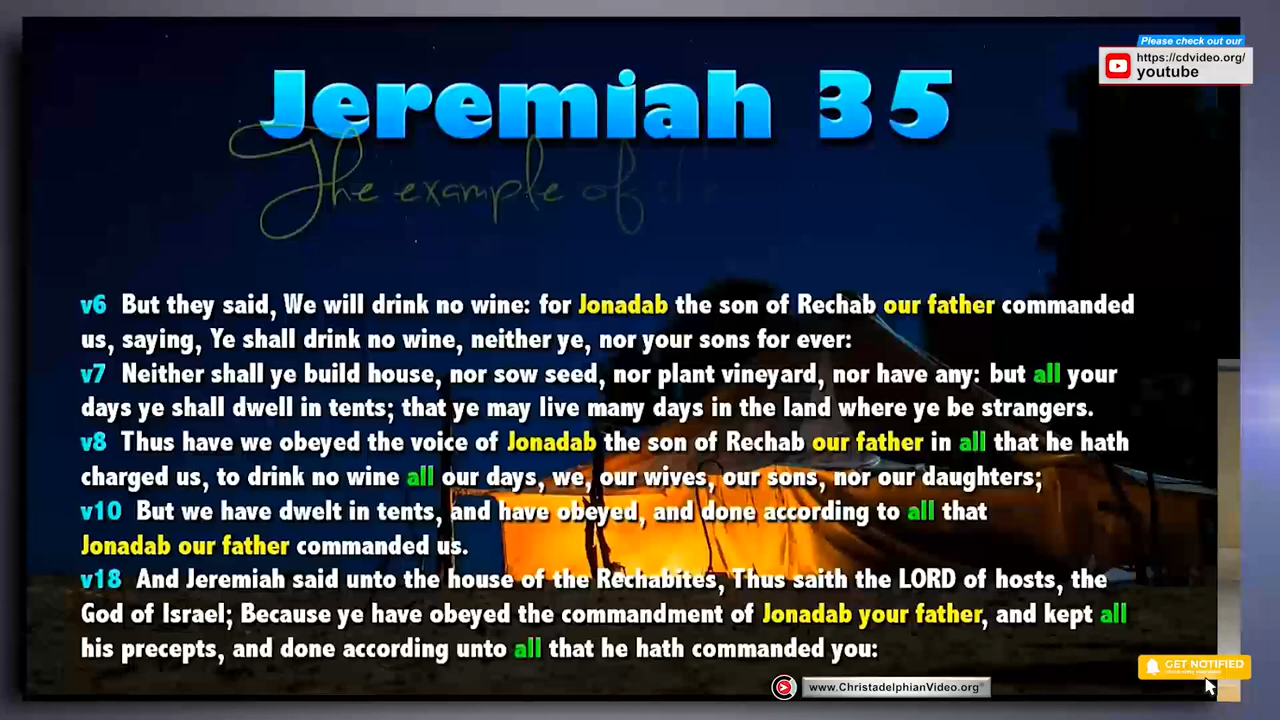 Please check out our
https://cdvideo.org/
youtube
Jeremiah 35
The example of the
v6 But they said, We will drink no wine: for Jonadab the son of Rechab our father commanded
us, saying, Ye shall drink no wine, neither ye, nor your sons for ever:
v7 Neither shall ye build house, nor sow seed, nor plant vineyard, nor have any: but all your
days ye shall dwell in tents; that ye may live many days in the land where ye be strangers.
v8 Thus have we obeyed the voice of Jonadab the son of Rechab our father in all that he hath
charged us, to drink no wine all our days, we, our wives, our sons, nor our daughters;
v10 But we have dwelt in tents, and have obeyed, and done according to all that
Jonadab our father commanded us.
v18 And Jeremiah said unto the house of the Rechabites, Thus saith the LORD of hosts, the
God of Israel; Because ye have obeyed the commandment of Jonadab your father, and kept all
his precepts, and done according unto all that he hath commanded you:
GET NOTIFIED
www.ChristadelphianVideo.org